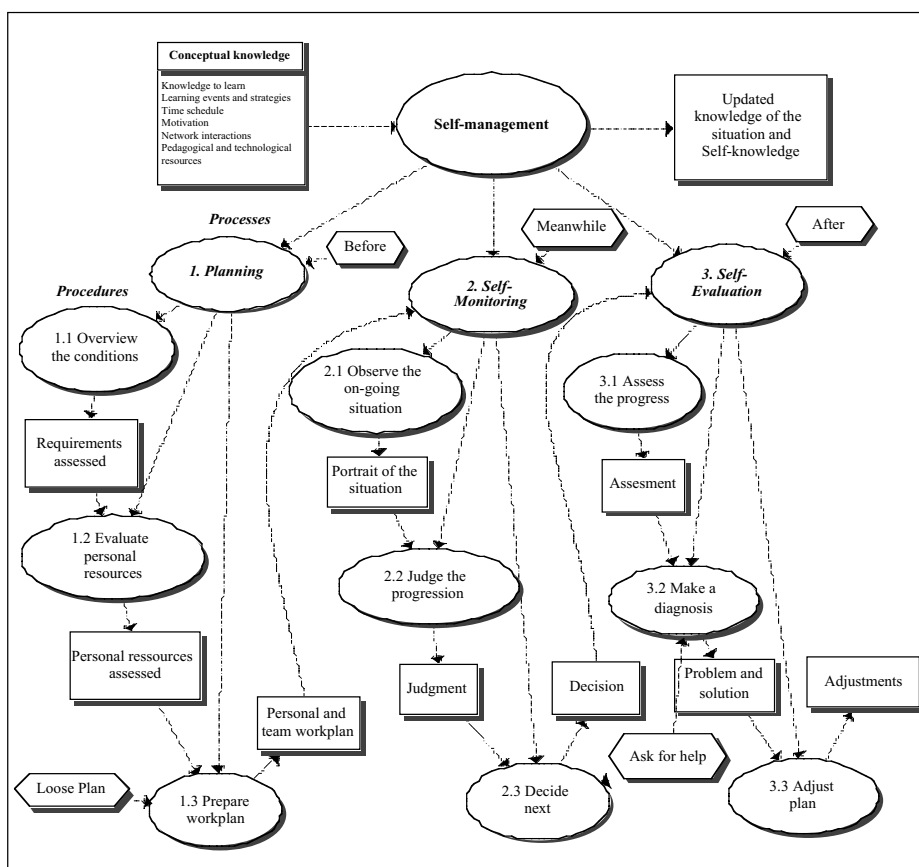 Conceptual knowledge
Knowledge to learn
Learning events and strategies
Time schedule
Motivation
Network interactions
Pedagogical and technological
resources
Self-management
Updated
knowledge of the
situation and
Self-knowledge
Processes
Before
Meanwhile
After
1. Planning
2. Self-
Monitoring
3. Self-
Evaluation
Procedures
1.1 Overview
the conditions
2.1 Observe the
on-going
situation
3.1 Assess
the progress
Requirements
assessed
Portrait of the
situation
Assesment
1.2 Evaluate
personal
resources
2.2 Judge the
progression
3.2 Make a
diagnosis
Personal ressources
assessed
Judgment
Decision
Problem and
solution
Adjustments
Personal and
team workplan
Loose Plan
1.3 Prepare
workplan
2.3 Decide
next
Ask for help
3.3 Adjust
plan